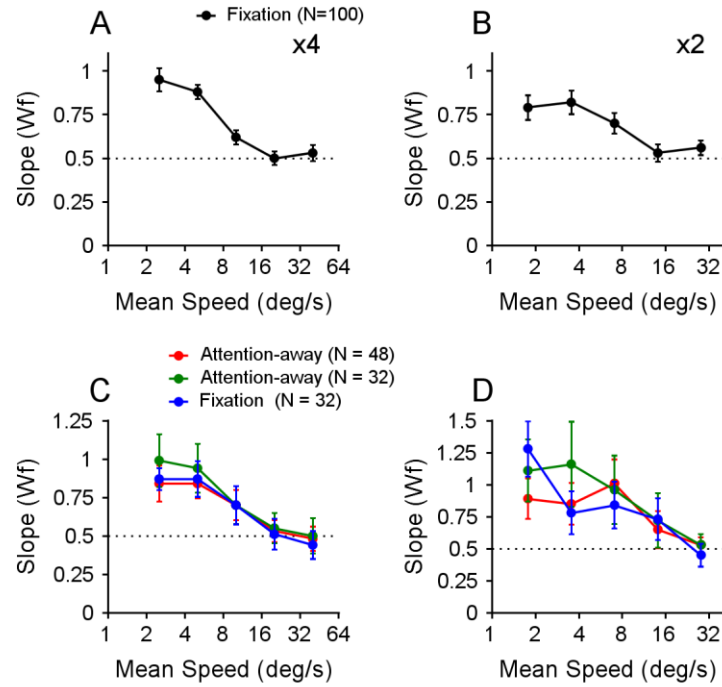 A
Fixation (N=100)
x4
B
x2
Slope (Wf)
1
0.75
0.5
0.25
0
1 2 4 8 16 32 64
Mean Speed (deg/s)
Slope (Wf)
1
0.75
0.5
0.25
0
1 2 4 8 16 32
Mean Speed (deg/s)
Attention-away (N = 48)
Attention-away (N = 32)
Fixation (N = 32)
C
D
Slope (Wf)
1.25
1
0.75
0.5
0.25
0
1 2 4 8 16 32 64
Mean Speed (deg/s)
Slope (Wf)
1.5
1.25
1
0.75
0.5
0.25
0
1 2 4 8 16 32
Mean Speed (deg/s)